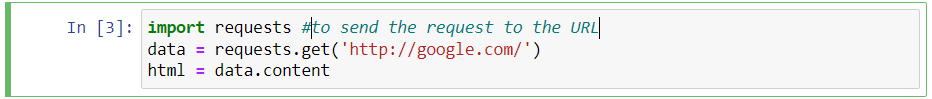 In [3]: import requests #to send the request to the URL
data = requests.get('http://google.com/')
html = data.content